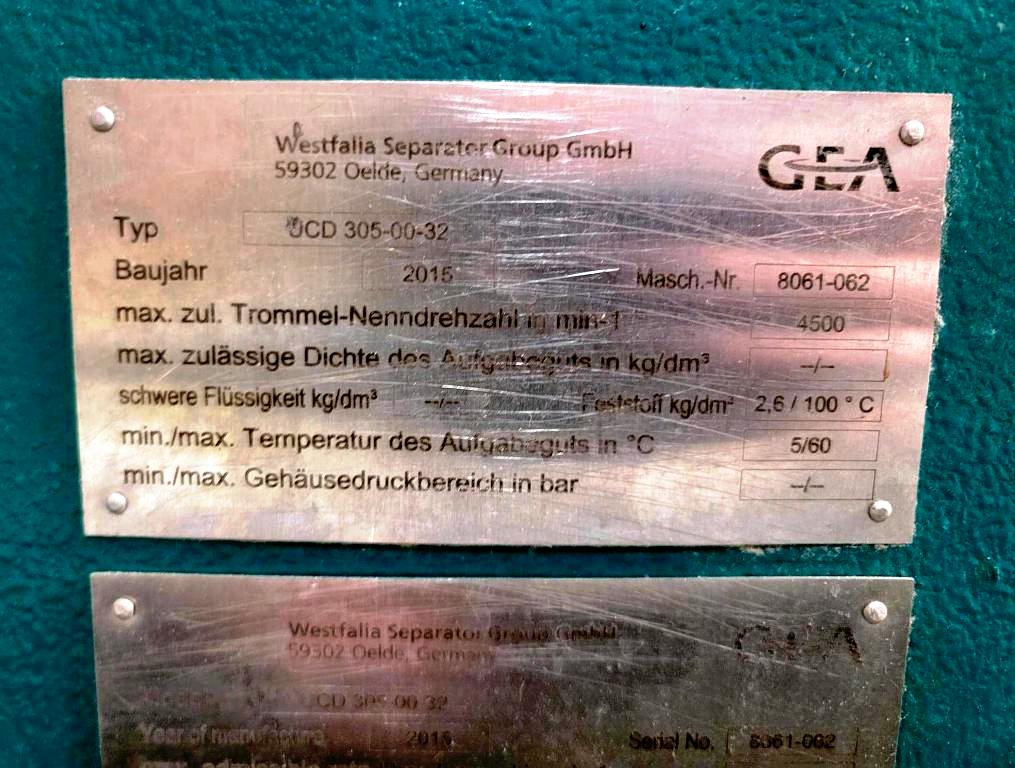 Westfalia Separator Group GmbH
59302 Oelde, Germany
GEA
Typ UCD 305-00-32
Baujahr 2015 Masch.-Nr. 8061-062
max. zul. Trommel-Nenndrehzahl in min-1 4500
max. zulässige Dichte des Aufgabeguts in kg/dm³ --/--
schwere Flüssigkeit kg/dm³ --/-- Feststoff kg/dm³ 2,6 / 100 ° C
min./max. Temperatur des Aufgabeguts in °C 5/60
min./max. Gehäusedruckbereich in bar --/--
Westfalia Separator Group GmbH
59302 Oelde, Germany
GEA
UCD 305-00-32
Year of manufacture 2015 Serial No. 8061-062